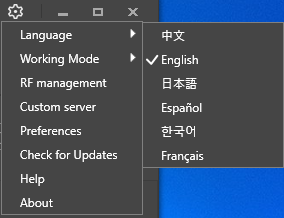 Language
Working Mode
RF management
Custom server
Preferences
Check for Updates
Help
About
中文
English
日本語
Español
한국어
Français